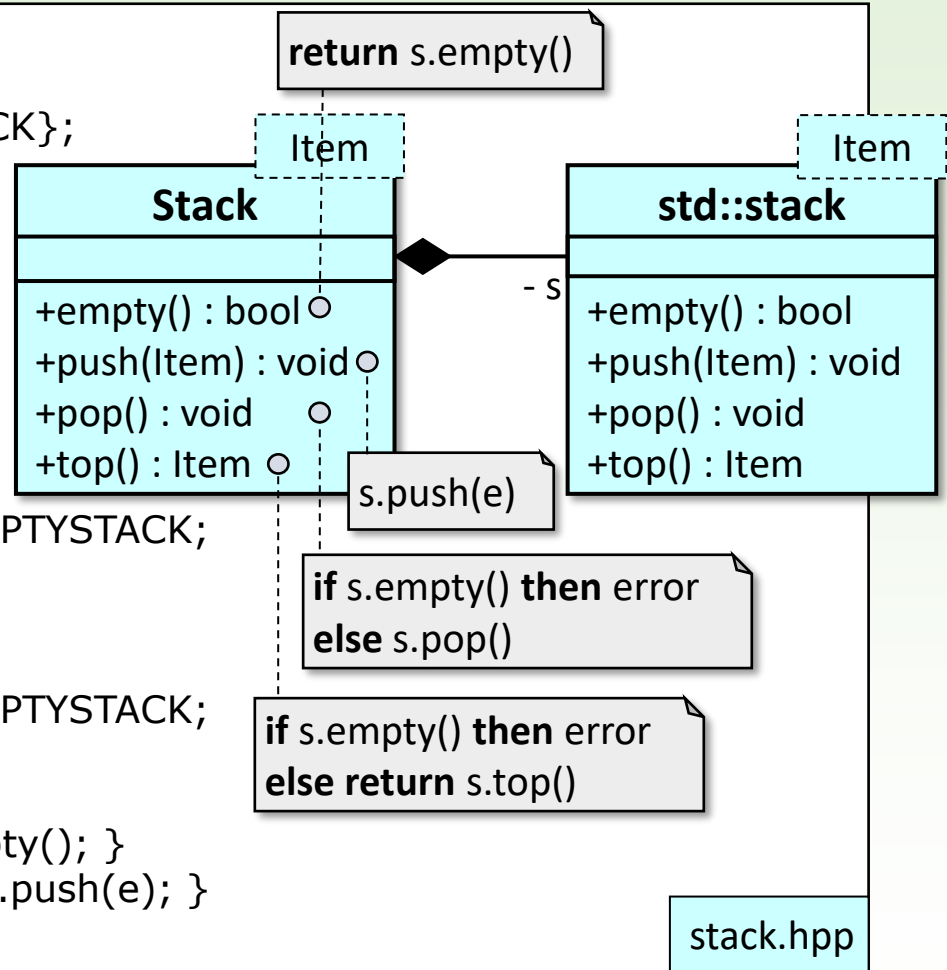 return s.empty()
CK};
Item
Item
Stack
std::stack
- s
+empty() : bool
+push(Item) : void
+pop() : void
+top() : Item
+empty() : bool
+push(Item) : void
+pop() : void
+top() : Item
s.push(e)
PTYSTACK;
if s.empty() then error
else s.pop()
PTYSTACK;
if s.empty() then error
else return s.top()
ty(); }
.push(e); }
stack.hpp